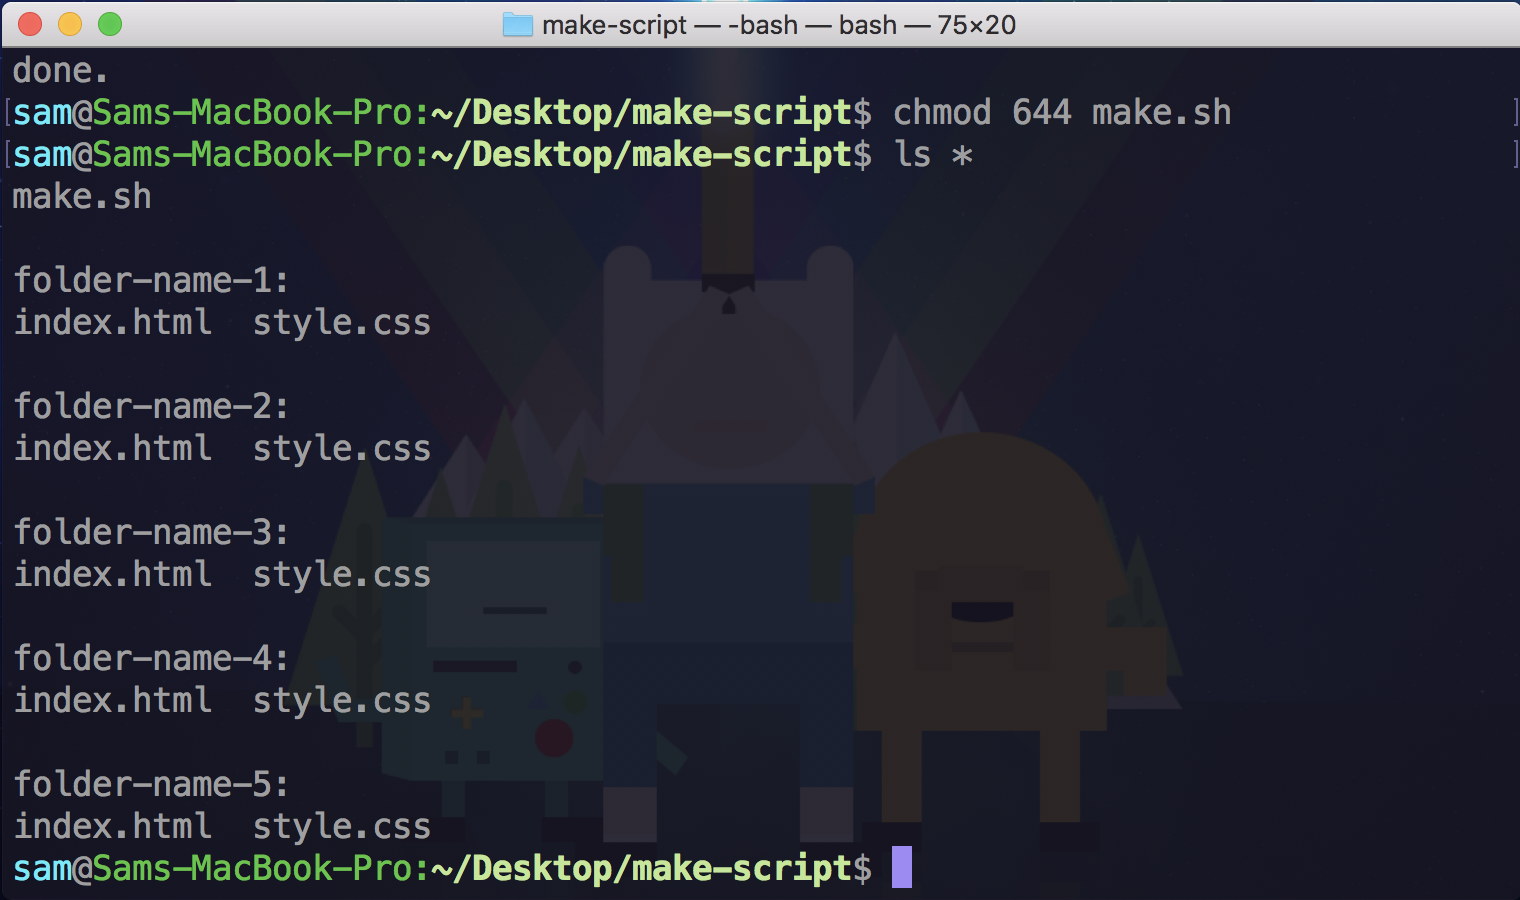 make-script — -bash — bash — 75×20
done.
[sam@Sams-MacBook-Pro:~/Desktop/make-script$ chmod 644 make.sh ]
[sam@Sams-MacBook-Pro:~/Desktop/make-script$ ls * ]
make.sh
folder-name-1:
index.html  style.css
folder-name-2:
index.html  style.css
folder-name-3:
index.html  style.css
folder-name-4:
index.html  style.css
folder-name-5:
index.html  style.css
sam@Sams-MacBook-Pro:~/Desktop/make-script$